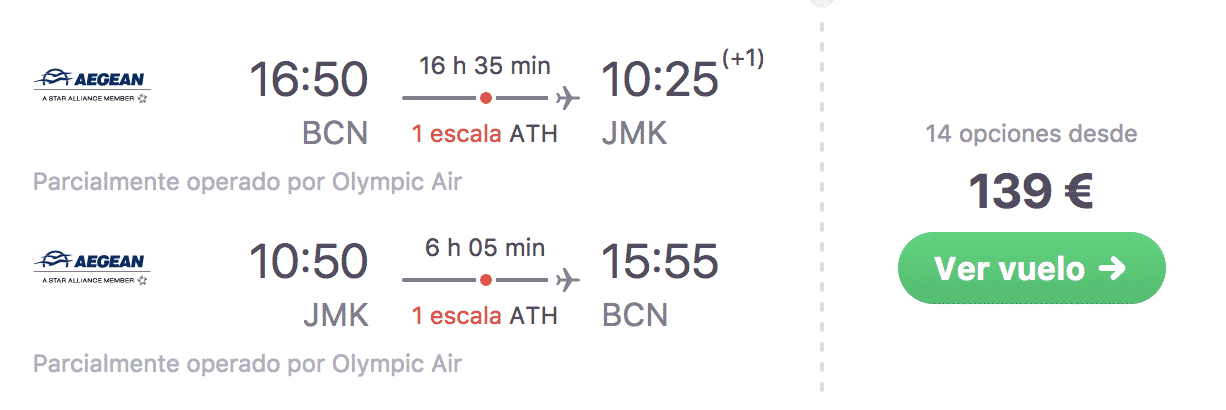 AEGEAN
A STAR ALLIANCE MEMBER
16:50
16 h 35 min
10:25 (+1)
BCN
1 escala ATH
JMK
Parcialmente operado por Olympic Air
AEGEAN
A STAR ALLIANCE MEMBER
10:50
6 h 05 min
15:55
JMK
1 escala ATH
BCN
Parcialmente operado por Olympic Air
14 opciones desde
139 €
Ver vuelo →